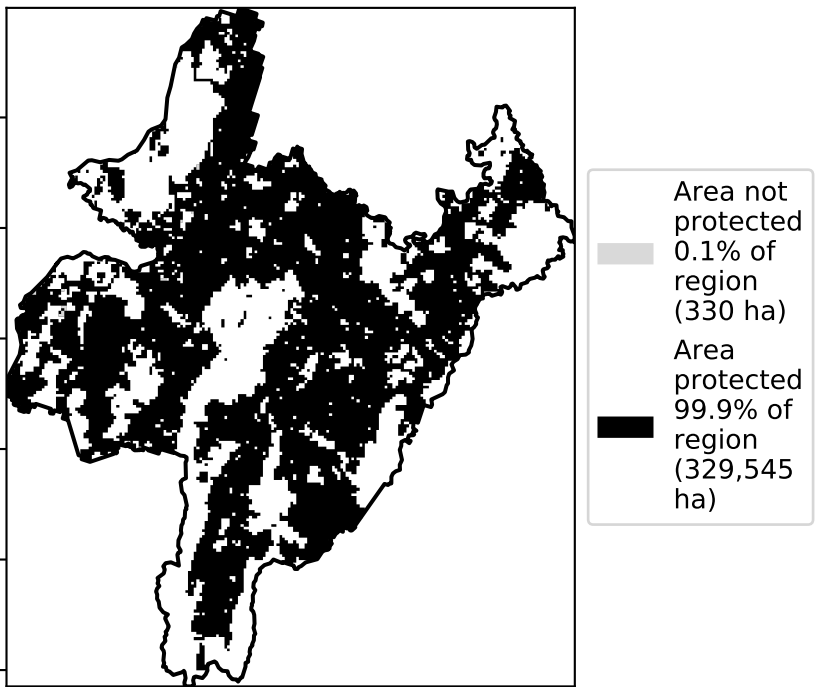 Area not
protected
0.1% of
region
(330 ha)
Area
protected
99.9% of
region
(329,545
ha)